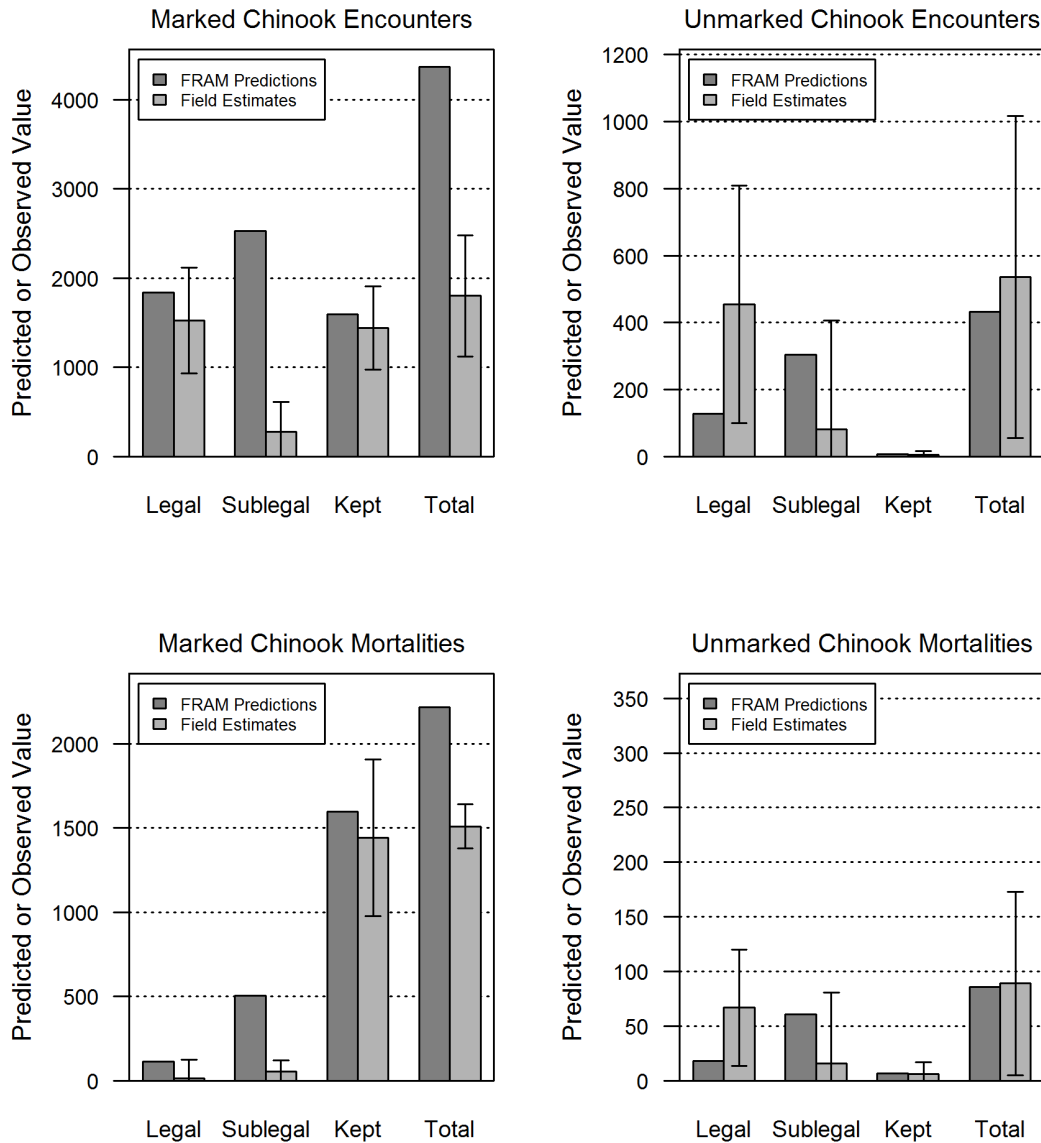 Marked Chinook Encounters
Predicted or Observed Value
FRAM Predictions
Field Estimates
4000
3000
2000
1000
0
Legal Sublegal Kept Total
Unmarked Chinook Encounters
Predicted or Observed Value
FRAM Predictions
Field Estimates
1200
1000
800
600
400
200
0
Legal Sublegal Kept Total
Marked Chinook Mortalities
Predicted or Observed Value
FRAM Predictions
Field Estimates
2000
1500
1000
500
0
Legal Sublegal Kept Total
Unmarked Chinook Mortalities
Predicted or Observed Value
FRAM Predictions
Field Estimates
350
300
250
200
150
100
50
0
Legal Sublegal Kept Total